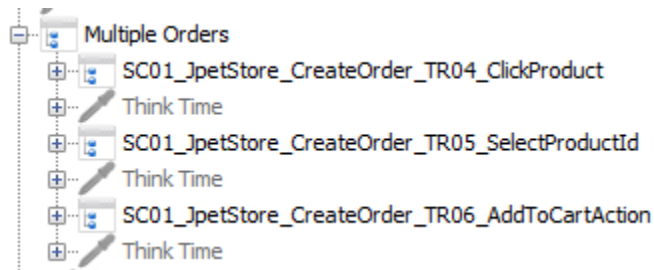 Multiple Orders
SC01_JpetStore_CreateOrder_TR04_ClickProduct
Think Time
SC01_JpetStore_CreateOrder_TR05_SelectProductId
Think Time
SC01_JpetStore_CreateOrder_TR06_AddToCartAction
Think Time